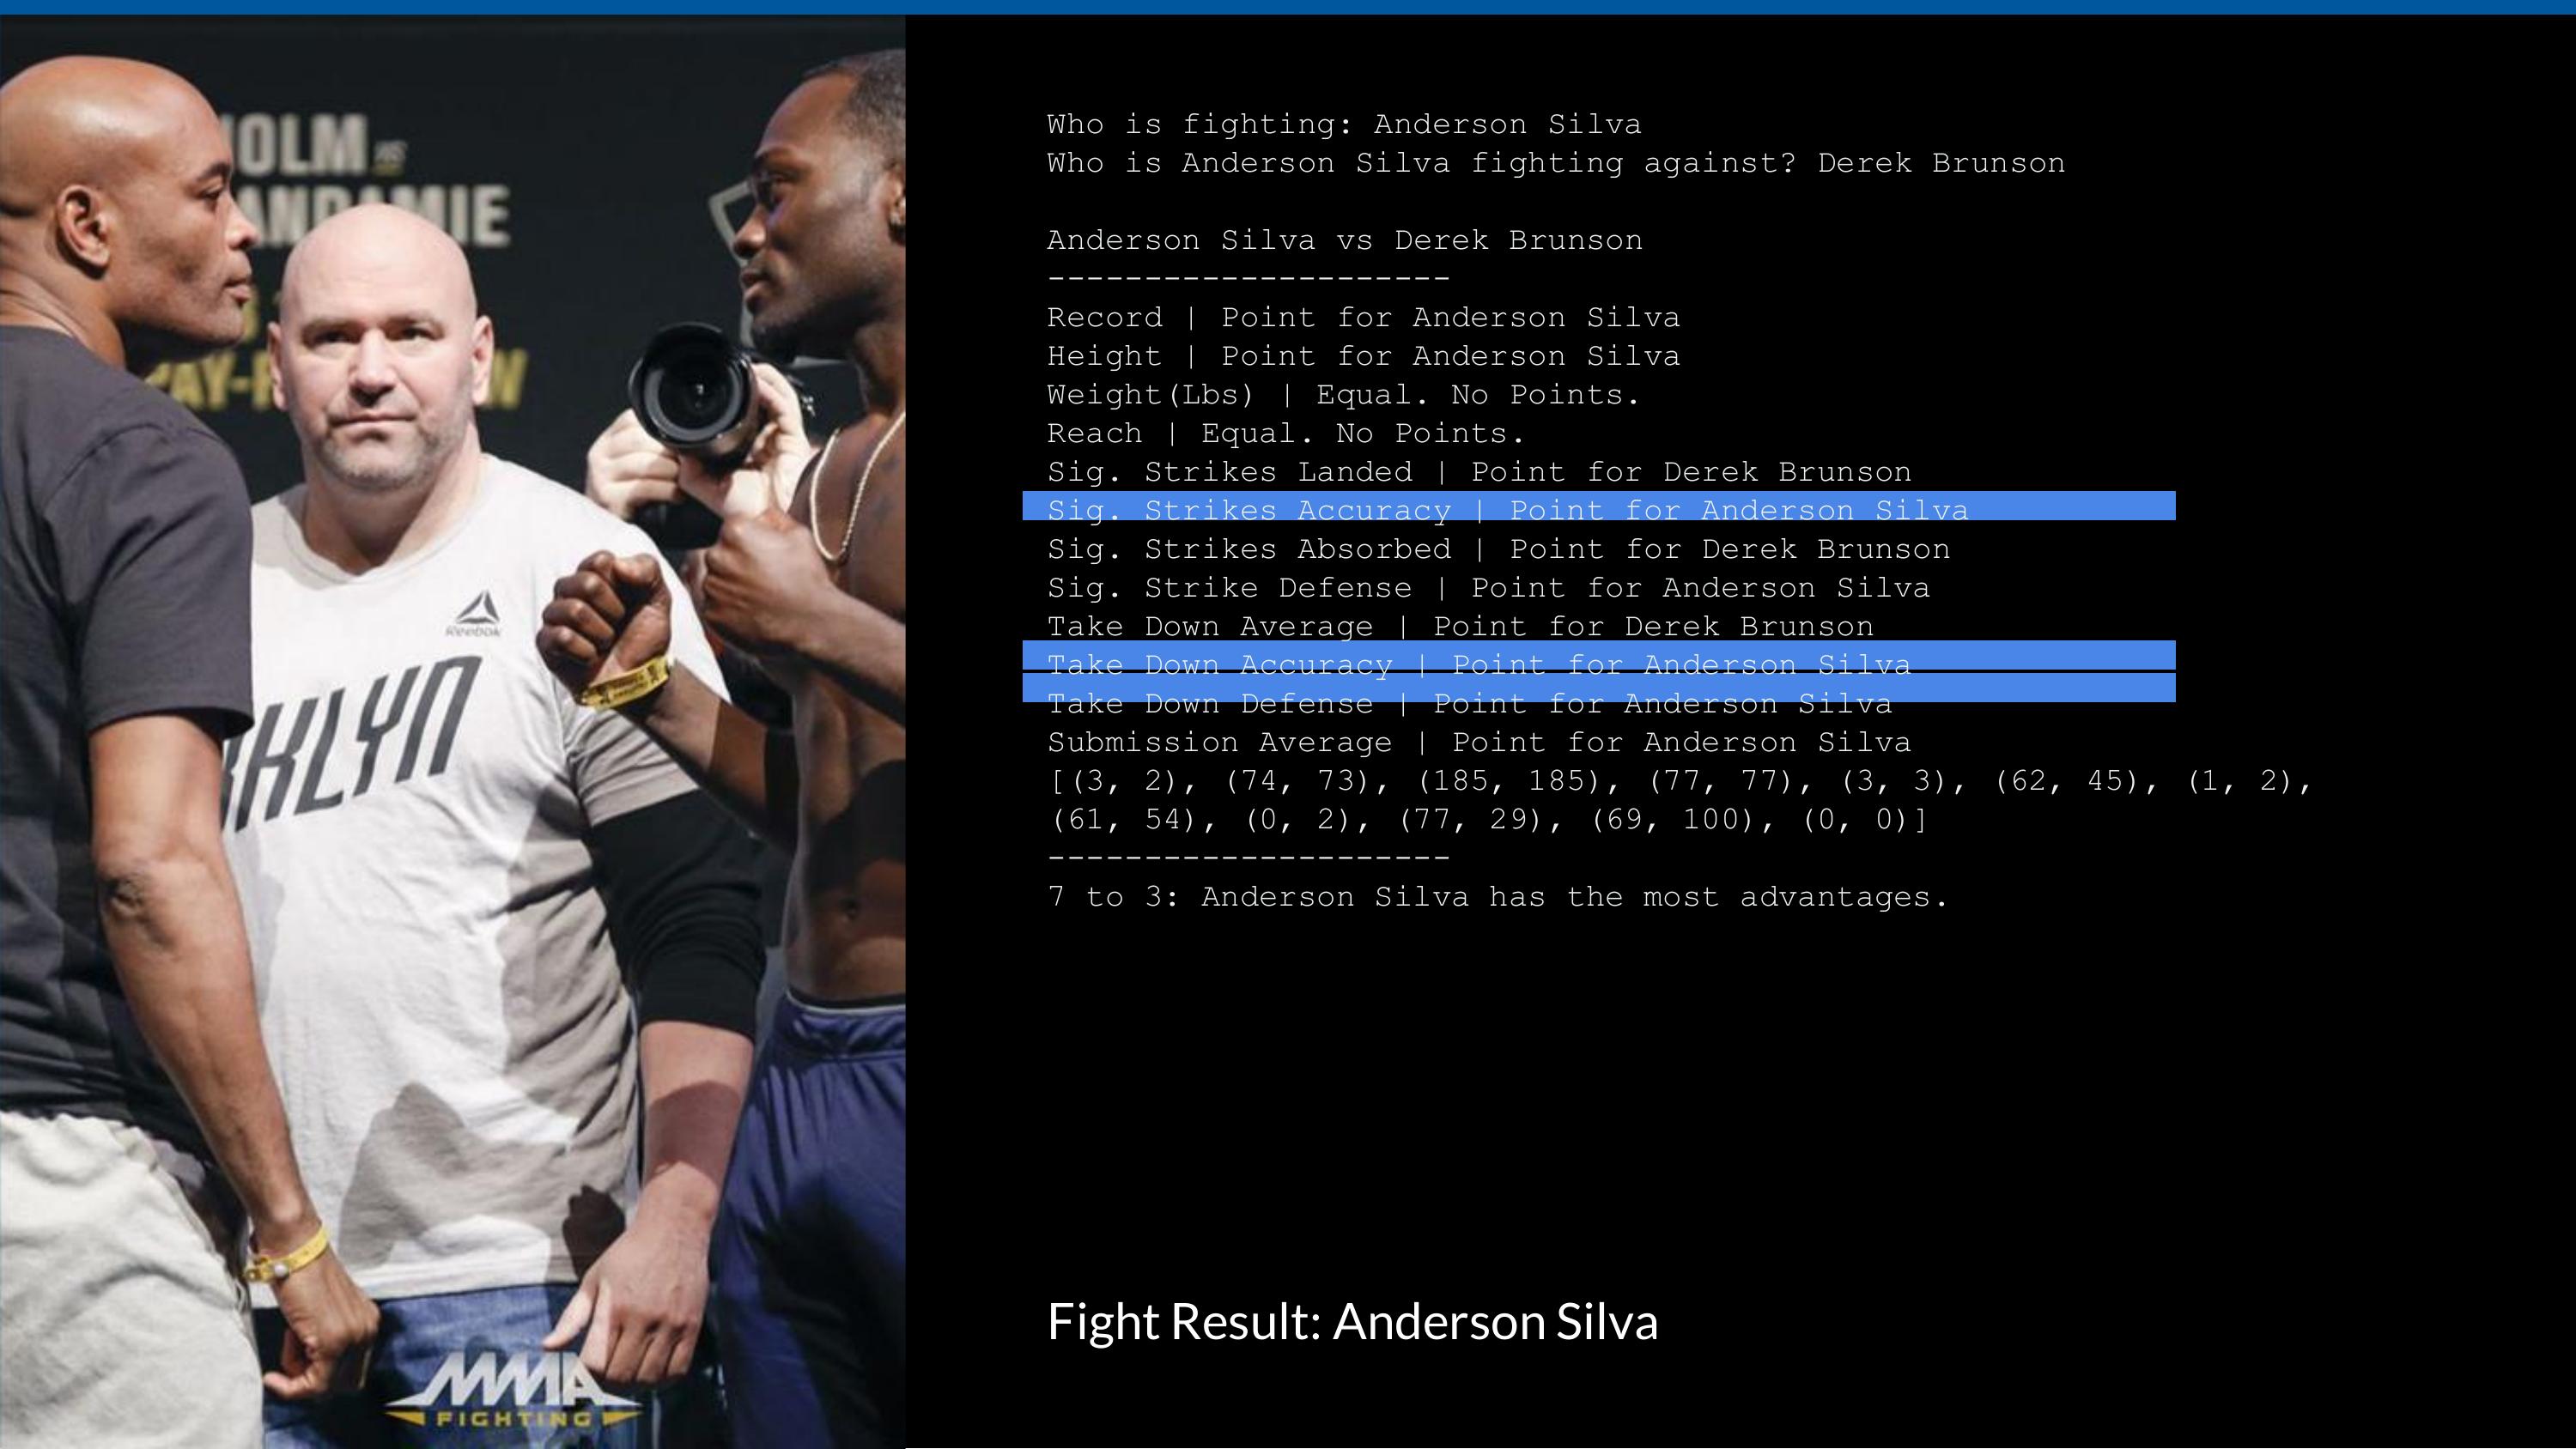 OLM VS
ANDAMIE
PAY-
W
Reebok
KLYN
MMA
FIGHTING
Who is fighting: Anderson Silva
Who is Anderson Silva fighting against? Derek Brunson
Anderson Silva vs Derek Brunson
---------------------
Record | Point for Anderson Silva
Height | Point for Anderson Silva
Weight(Lbs) | Equal. No Points.
Reach | Equal. No Points.
Sig. Strikes Landed | Point for Derek Brunson
Sig. Strikes Accuracy | Point for Anderson Silva
Sig. Strikes Absorbed | Point for Derek Brunson
Sig. Strike Defense | Point for Anderson Silva
Take Down Average | Point for Derek Brunson
Take Down Accuracy | Point for Anderson Silva
Take Down Defense | Point for Anderson Silva
Submission Average | Point for Anderson Silva
[(3, 2), (74, 73), (185, 185), (77, 77), (3, 3), (62, 45), (1, 2),
(61, 54), (0, 2), (77, 29), (69, 100), (0, 0)]
---------------------
7 to 3: Anderson Silva has the most advantages.
Fight Result: Anderson Silva